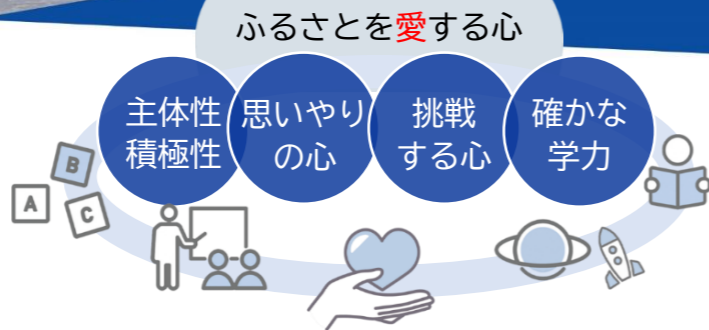 ふるさとを愛する心
主体性
積極性
思いやり
の心
挑戦
する心
確かな
学力
B
A
C